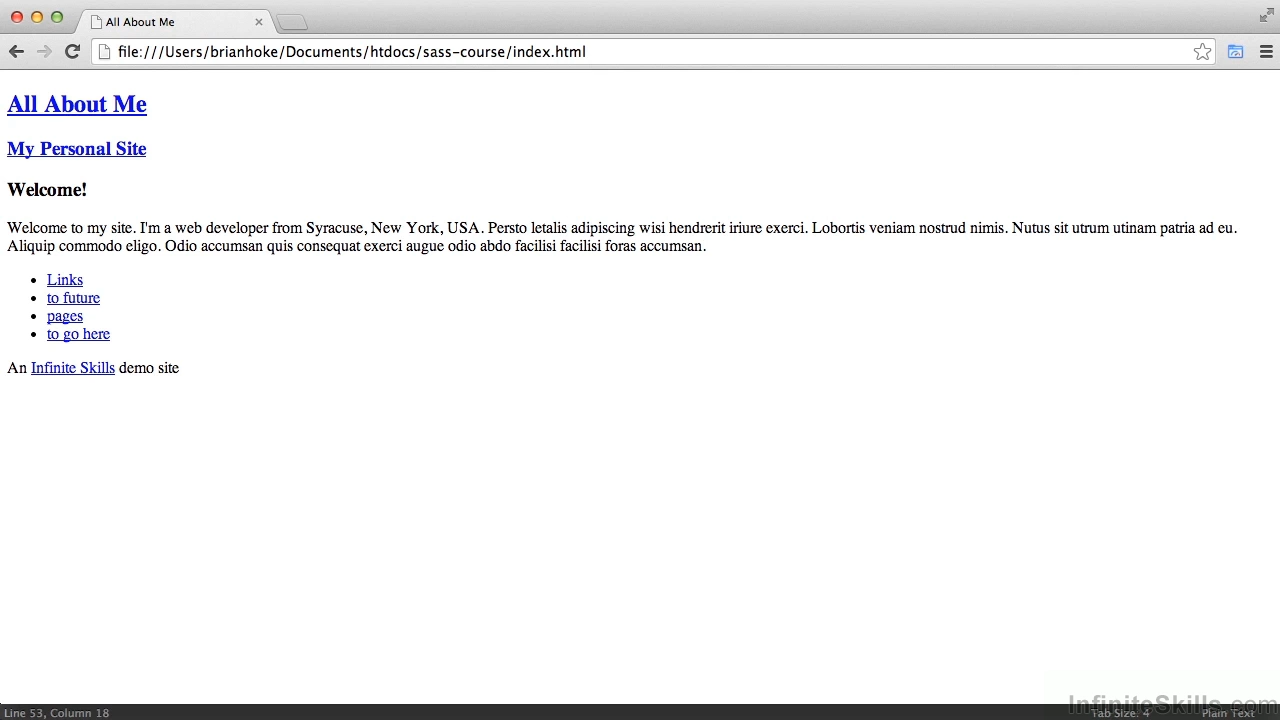 All About Me
file:///Users/brianhoke/Documents/htdocs/sass-course/index.html
All About Me
My Personal Site
Welcome!
Welcome to my site. I'm a web developer from Syracuse, New York, USA. Persto letalis adipiscing wisi hendrerit iriure exerci. Lobortis veniam nostrud nimis. Nutus sit utrum utinam patria ad eu.
Aliquip commodo eligo. Odio accumsan quis consequat exerci augue odio abdo facilisi facilisi foras accumsan.
Links
to future
pages
to go here
An Infinite Skills demo site
InfiniteSkills.com
Line 53, Column 18
Tab Size: 4
Plain Text